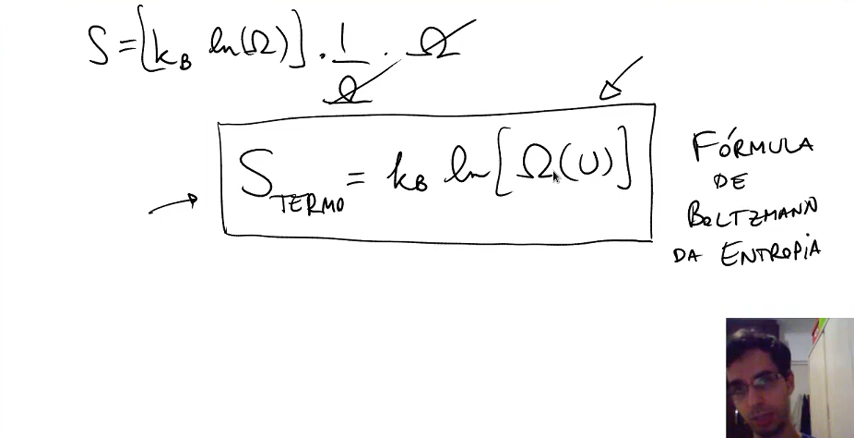 S = [k_B ln(Ω)] . 1/Ω . Ω
S_TERMO = k_B ln[Ω(U)]
FÓRMULA
DE
BOLTZMANN
DA ENTROPIA